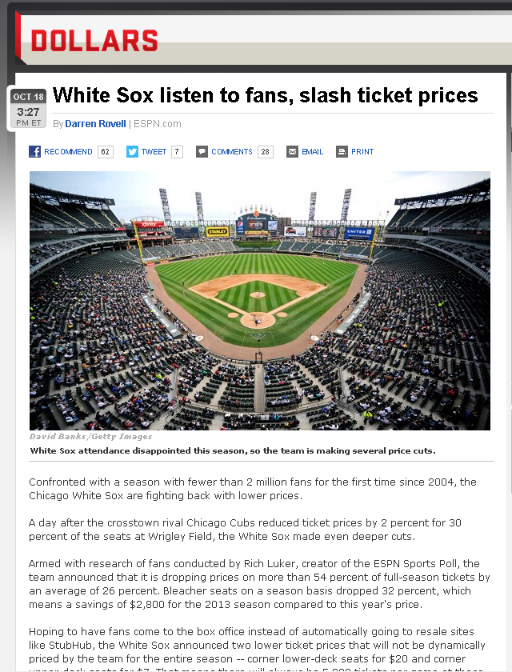 DOLLARS
OCT 18
3:27
PM ET
White Sox listen to fans, slash ticket prices
By Darren Rovell | ESPN.com
RECOMMEND 62 TWEET 7 COMMENTS 28 EMAIL PRINT
David Banks/Getty Images
White Sox attendance disappointed this season, so the team is making several price cuts.
Confronted with a season with fewer than 2 million fans for the first time since 2004, the
Chicago White Sox are fighting back with lower prices.
A day after the crosstown rival Chicago Cubs reduced ticket prices by 2 percent for 30
percent of the seats at Wrigley Field, the White Sox made even deeper cuts.
Armed with research of fans conducted by Rich Luker, creator of the ESPN Sports Poll, the
team announced that it is dropping prices on more than 54 percent of full-season tickets by
an average of 26 percent. Bleacher seats on a season basis dropped 32 percent, which
means a savings of $2,800 for the 2013 season compared to this year's price.
Hoping to have fans come to the box office instead of automatically going to resale sites
like StubHub, the White Sox announced two lower ticket prices that will not be dynamically
priced by the team for the entire season -- corner lower-deck seats for $20 and corner